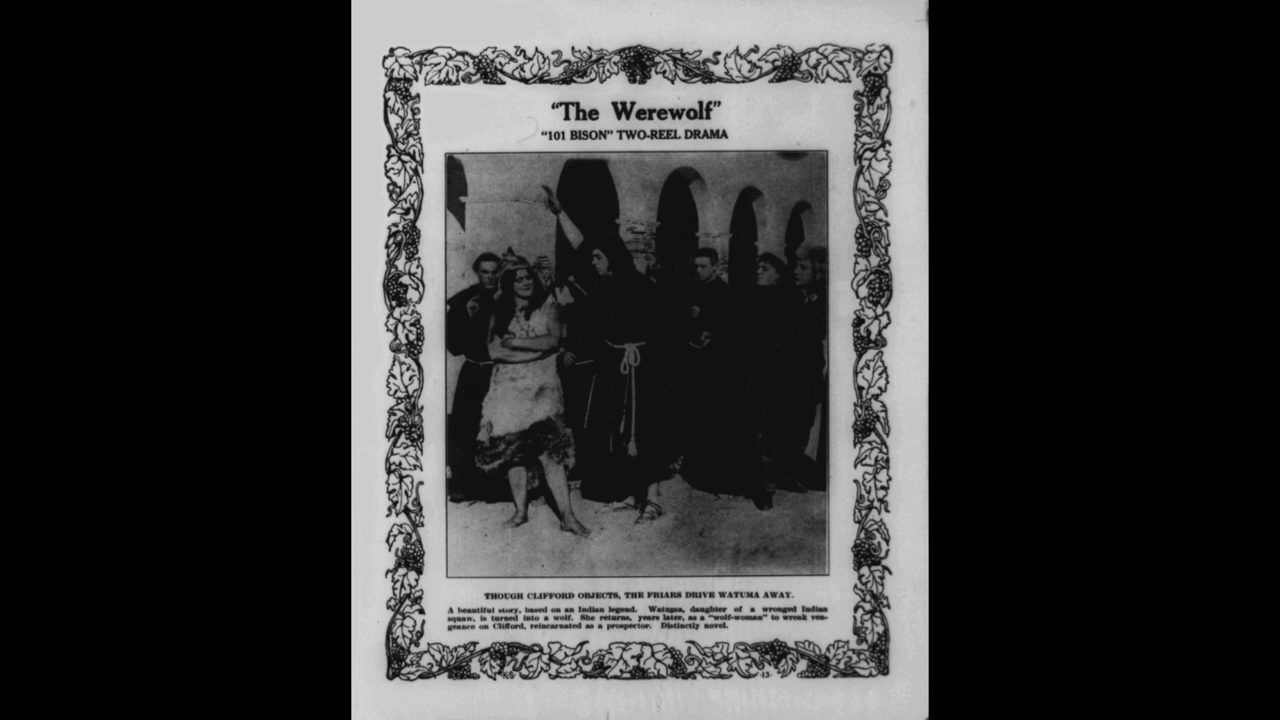 “The Werewolf”
“101 BISON” TWO-REEL DRAMA
THOUGH CLIFFORD OBJECTS, THE FRIARS DRIVE WATUMA AWAY.
A beautiful story, based on an Indian legend. Watuma, daughter of a wronged Indian
squaw, is turned into a wolf. She returns, years later, as a “wolf-woman” to wreak ven-
geance on Clifford, reincarnated as a prospector. Distinctly novel.
-13-